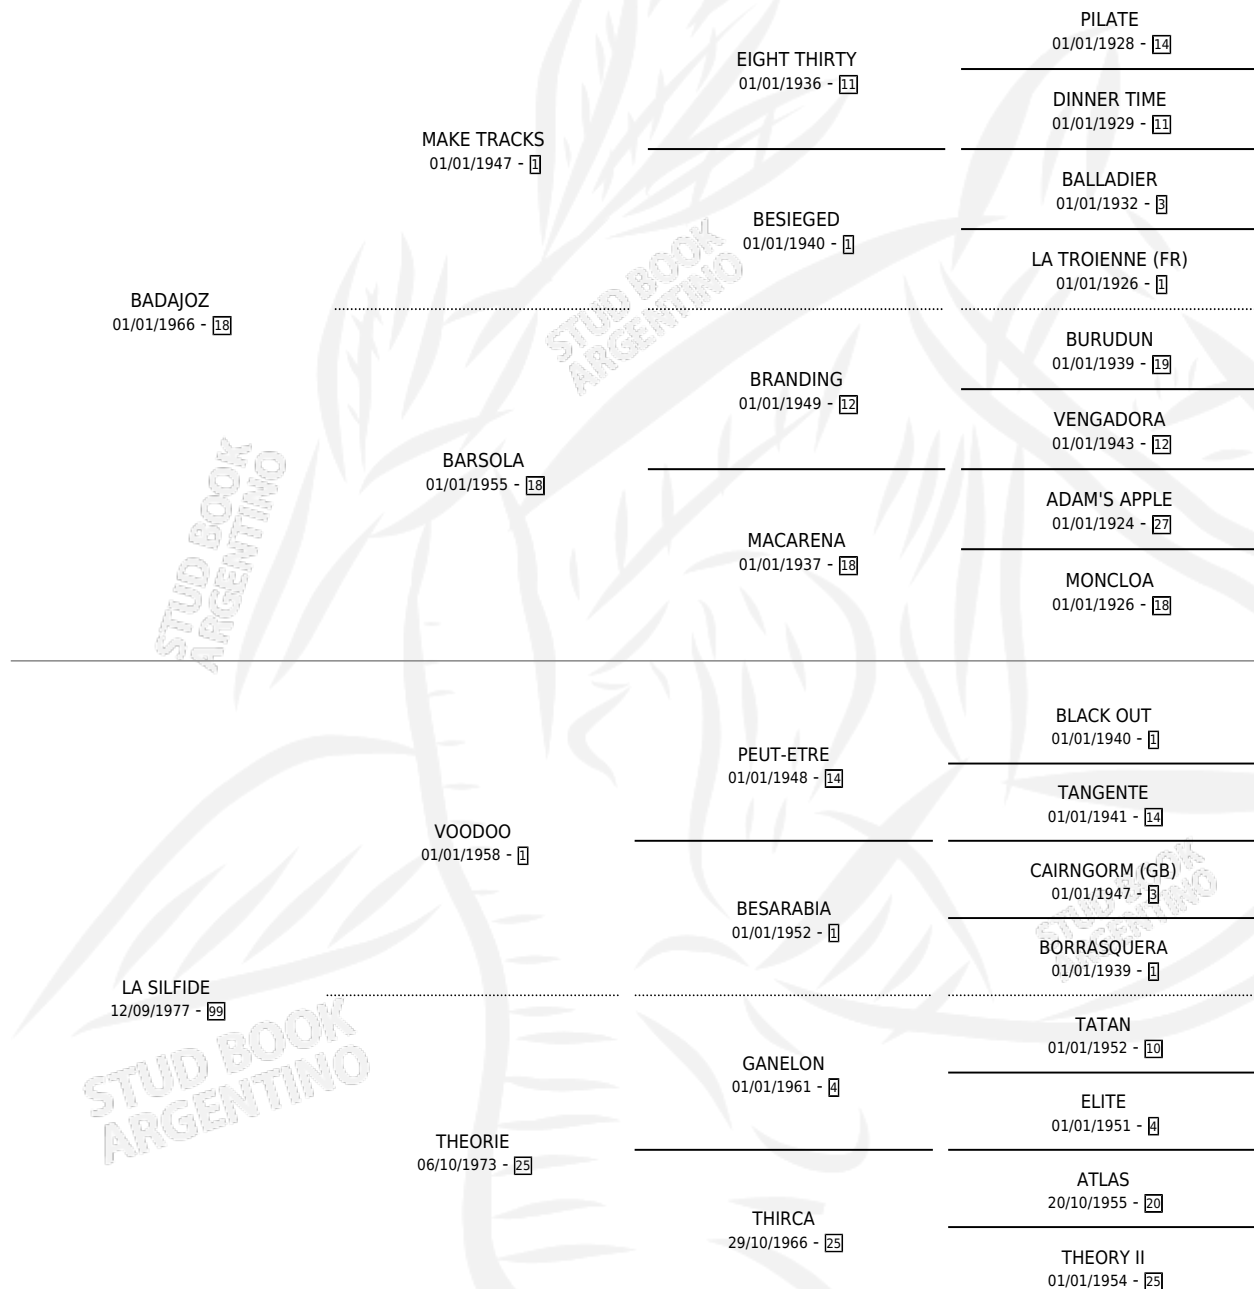 PILATE
01/01/1928 - 14
EIGHT THIRTY
01/01/1936 - 11
DINNER TIME
01/01/1929 - 11
MAKE TRACKS
01/01/1947 - 1
BALLADIER
01/01/1932 - 3
BESIEGED
01/01/1940 - 1
LA TROIENNE (FR)
01/01/1926 - 1
BADAJOZ
01/01/1966 - 18
BURUDUN
01/01/1939 - 19
BRANDING
01/01/1949 - 12
VENGADORA
01/01/1943 - 12
BARSOLA
01/01/1955 - 18
ADAM'S APPLE
01/01/1924 - 27
MACARENA
01/01/1937 - 18
MONCLOA
01/01/1926 - 18
BLACK OUT
01/01/1940 - 1
PEUT-ETRE
01/01/1948 - 14
TANGENTE
01/01/1941 - 14
VOODOO
01/01/1958 - 1
CAIRNGORM (GB)
01/01/1947 - 3
BESARABIA
01/01/1952 - 1
BORRASQUERA
01/01/1939 - 1
LA SILFIDE
12/09/1977 - 99
TATAN
01/01/1952 - 10
GANELON
01/01/1961 - 4
ELITE
01/01/1951 - 4
THEORIE
06/10/1973 - 25
ATLAS
20/10/1955 - 20
THIRCA
29/10/1966 - 25
THEORY II
01/01/1954 - 25
STUD BOOK
ARGENTINO
STUD BOOK
ARGENTINO
STUD BOOK
ARGENTINO
STUD BOOK
ARGENTINO